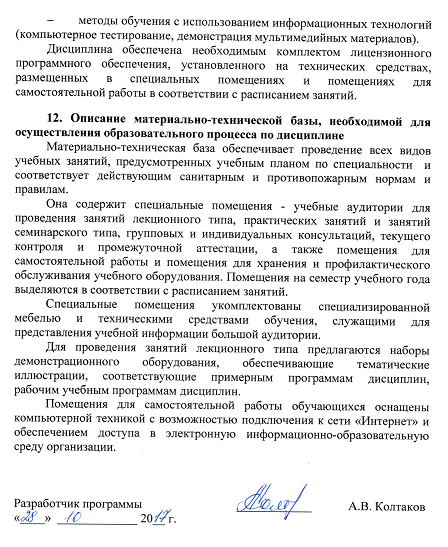 – методы обучения с использованием информационных технологий
(компьютерное тестирование, демонстрация мультимедийных материалов).
Дисциплина обеспечена необходимым комплектом лицензионного
программного обеспечения, установленного на технических средствах,
размещенных в специальных помещениях и помещениях для
самостоятельной работы в соответствии с расписанием занятий.
12. Описание материально-технической базы, необходимой для
осуществления образовательного процесса по дисциплине
Материально-техническая база обеспечивает проведение всех видов
учебных занятий, предусмотренных учебным планом по специальности и
соответствует действующим санитарным и противопожарным нормам и
правилам.
Она содержит специальные помещения - учебные аудитории для
проведения занятий лекционного типа, практических занятий и занятий
семинарского типа, групповых и индивидуальных консультаций, текущего
контроля и промежуточной аттестации, а также помещения для
самостоятельной работы и помещения для хранения и профилактического
обслуживания учебного оборудования. Помещения на семестр учебного года
выделяются в соответствии с расписанием занятий.
Специальные помещения укомплектованы специализированной
мебелью и техническими средствами обучения, служащими для
представления учебной информации большой аудитории.
Для проведения занятий лекционного типа предлагаются наборы
демонстрационного оборудования, обеспечивающие тематические
иллюстрации, соответствующие примерным программам дисциплин,
рабочим учебным программам дисциплин.
Помещения для самостоятельной работы обучающихся оснащены
компьютерной техникой с возможностью подключения к сети «Интернет» и
обеспечением доступа в электронную информационно-образовательную
среду организации.
Разработчик программы А.В. Колтаков
«28» 10 2017 г.